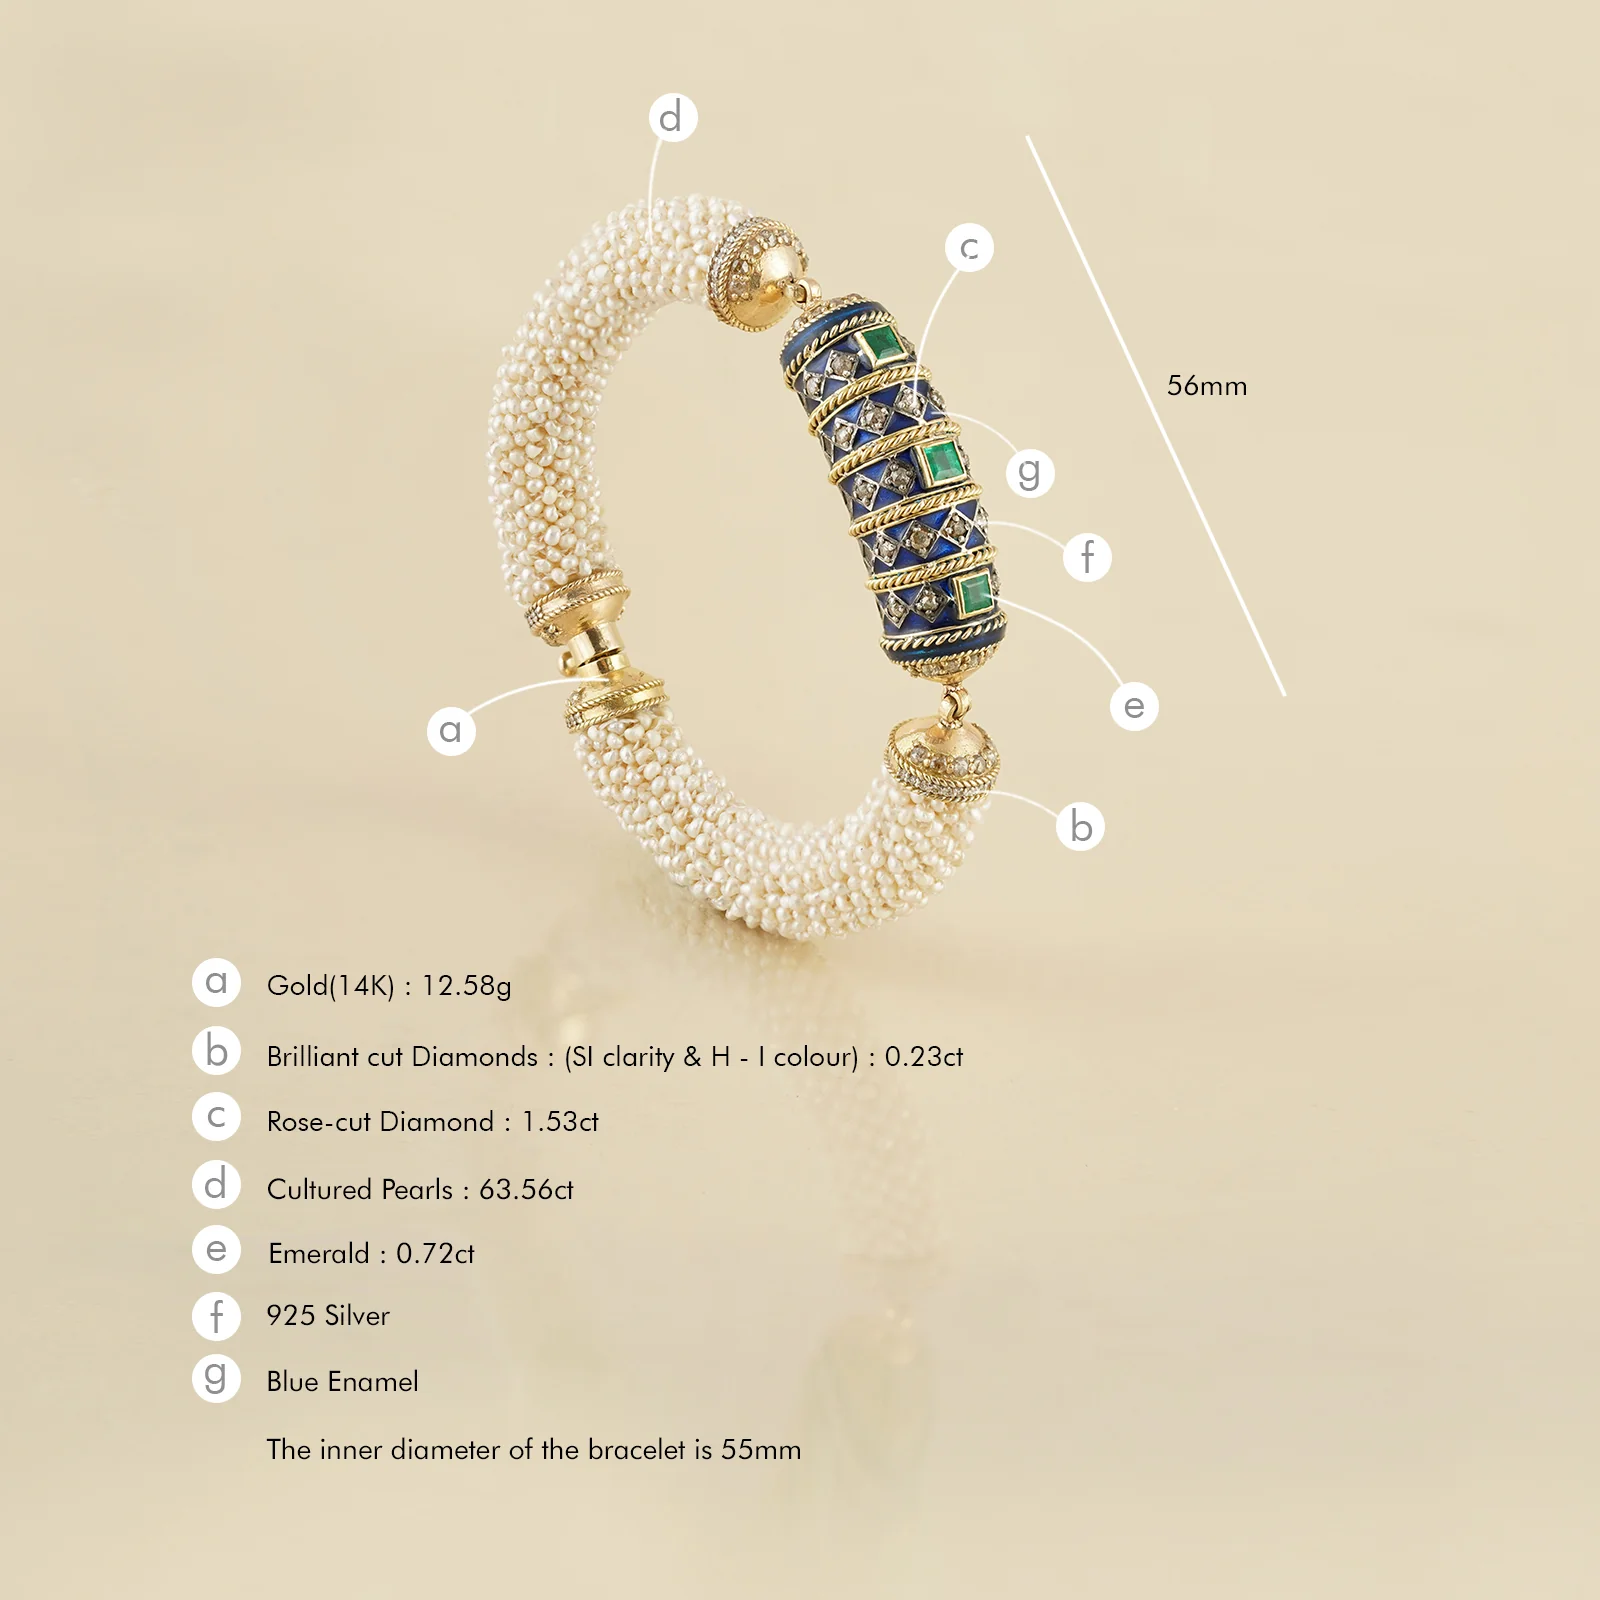 d
c
56mm
g
f
e
a
b
a Gold(14K) : 12.58g
b Brilliant cut Diamonds : (SI clarity & H - I colour) : 0.23ct
c Rose-cut Diamond : 1.53ct
d Cultured Pearls : 63.56ct
e Emerald : 0.72ct
f 925 Silver
g Blue Enamel
The inner diameter of the bracelet is 55mm